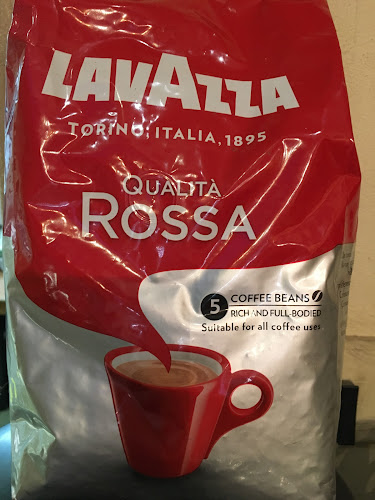 LAVAZZA
TORINO, ITALIA, 1895
QUALITÀ
ROSSA
5 COFFEE BEANS
RICH AND FULL-BODIED
Suitable for all coffee uses